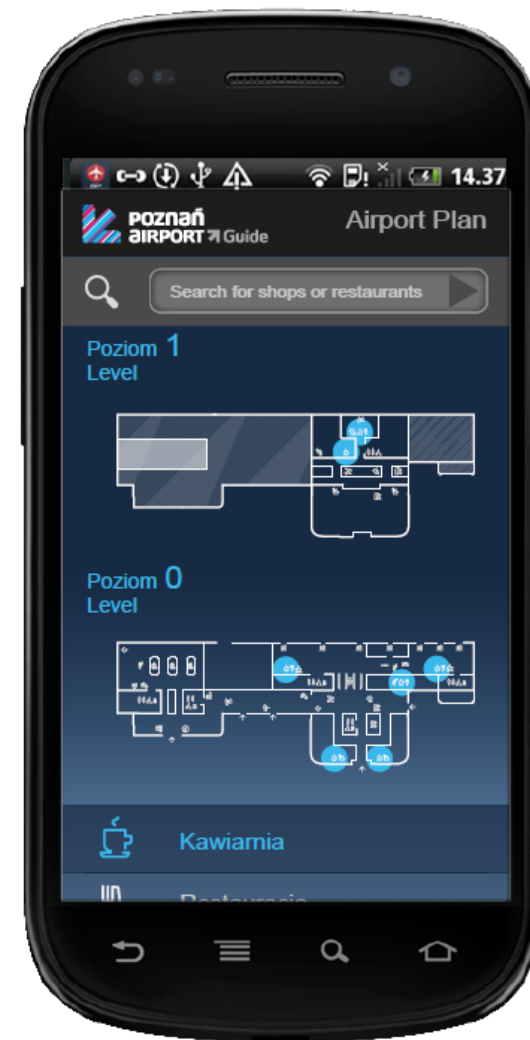 14.37
POZNAŃ
AIRPORT Guide
Airport Plan
Search for shops or restaurants
Poziom 1
Level
Poziom 0
Level
Kawiarnia
Restauracja